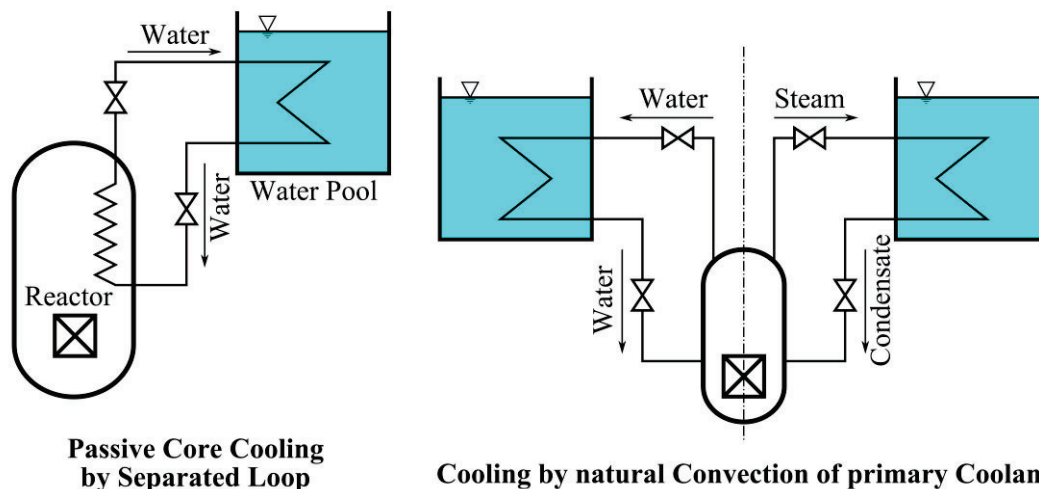 Water
Water
Water Pool
Reactor
Passive Core Cooling
by Separated Loop
Water
Steam
Water
Condensate
Cooling by natural Convection of primary Coolan